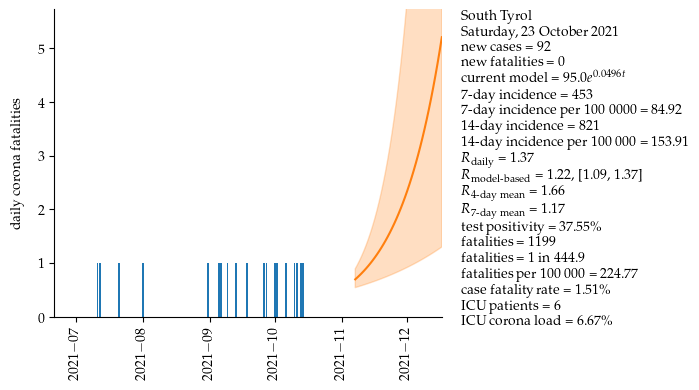 South Tyrol
Saturday, 23 October 2021
new cases = 92
new fatalities = 0
current model = 95.0e^0.0496t
7-day incidence = 453
7-day incidence per 100 0000 = 84.92
14-day incidence = 821
14-day incidence per 100 000 = 153.91
R_daily = 1.37
R_model-based = 1.22, [1.09, 1.37]
R_4-day mean = 1.66
R_7-day mean = 1.17
test positivity = 37.55%
fatalities = 1199
fatalities = 1 in 444.9
fatalities per 100 000 = 224.77
case fatality rate = 1.51%
ICU patients = 6
ICU corona load = 6.67%
daily corona fatalities
5
4
3
2
1
0
2021−07
2021−08
2021−09
2021−10
2021−11
2021−12